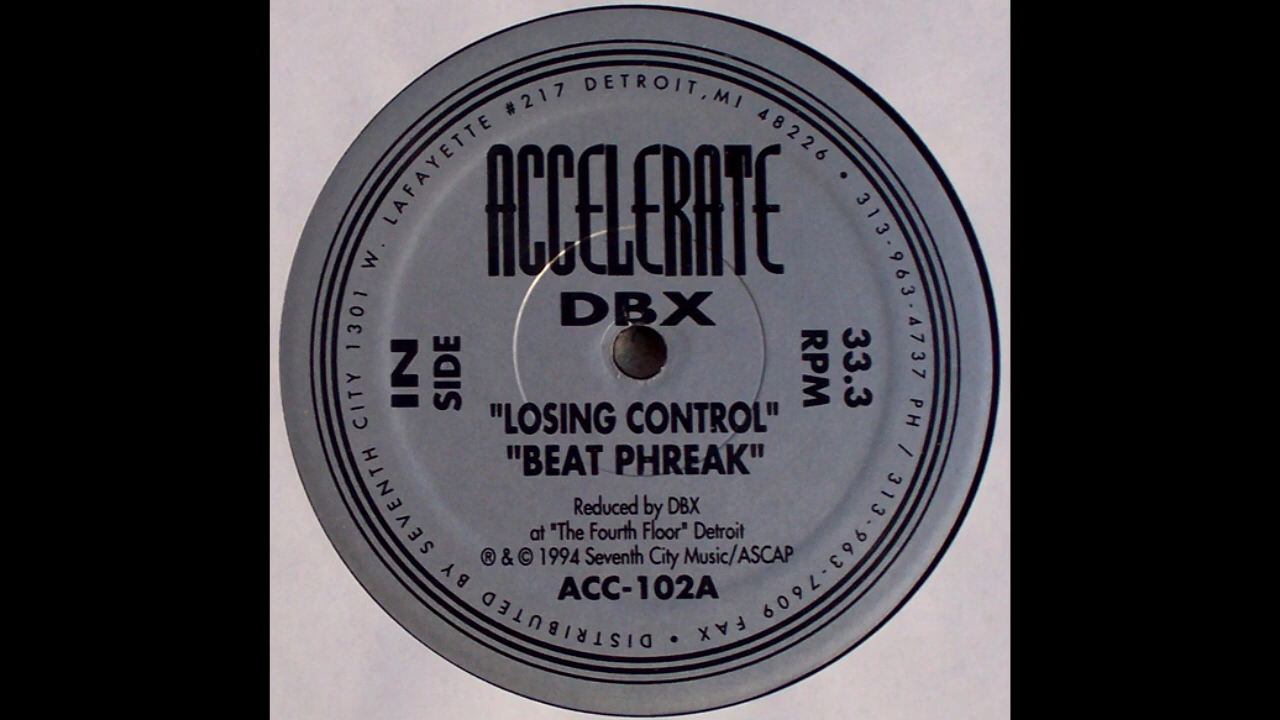 DISTRIBUTED BY SEVENTH CITY 1301 W. LAFAYETTE #217 DETROIT, MI 48226 • 313-963-4737 PH / 313-963-7609 FAX •
ACCELERATE
DBX
IN
SIDE
33.3
RPM
"LOSING CONTROL"
"BEAT PHREAK"
Reduced by DBX
at "The Fourth Floor" Detroit
® & © 1994 Seventh City Music/ASCAP
ACC-102A